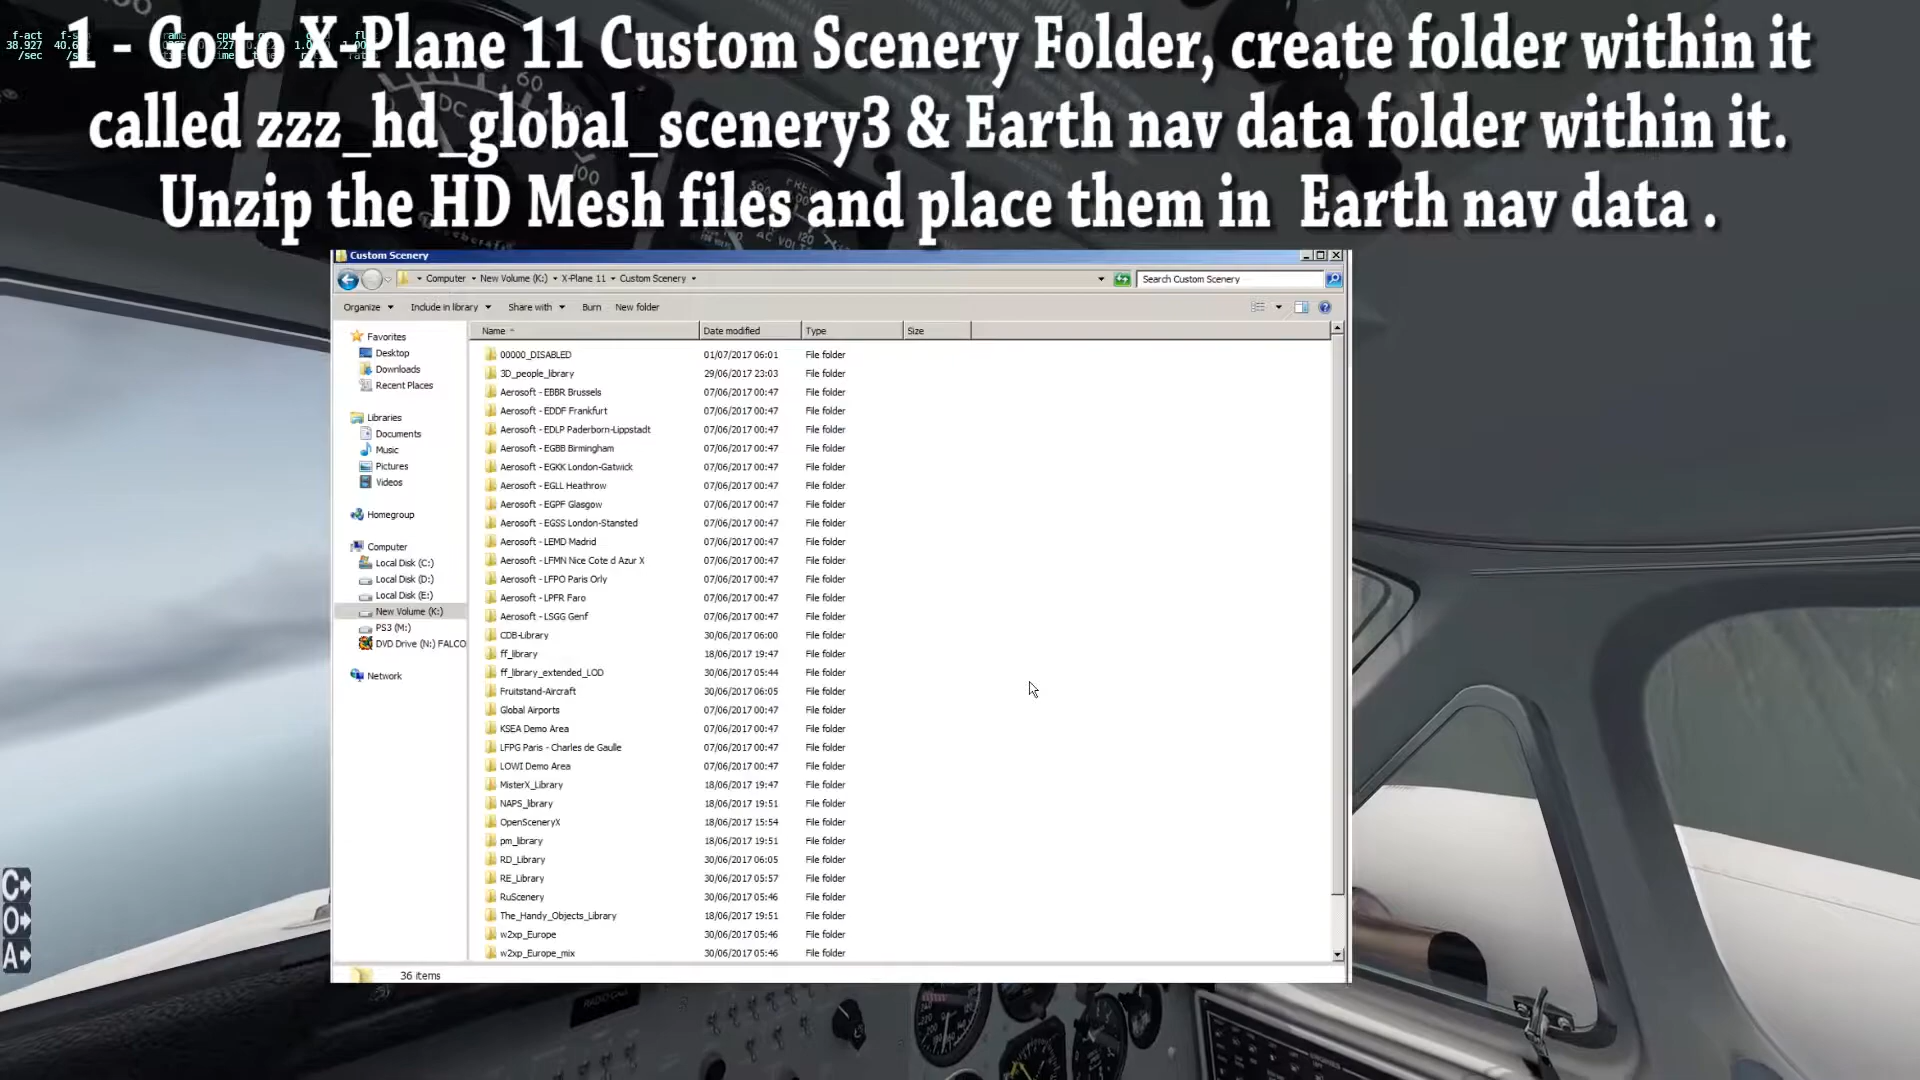 1 - Go to X-Plane 11 Custom Scenery Folder, create folder within it
called zzz_hd_global_scenery3 & Earth nav data folder within it.
Unzip the HD Mesh files and place them in Earth nav data .
f-act
38.927
/sec
/s
Custom Scenery
Computer New Volume (K:) X-Plane 11 Custom Scenery
Search Custom Scenery
Organize Include in library Share with Burn New folder
Name Date modified Type Size
Favorites
Desktop
Downloads
Recent Places
Libraries
Documents
Music
Pictures
Videos
Homegroup
Computer
Local Disk (C:)
Local Disk (D:)
Local Disk (E:)
New Volume (K:)
PS3 (M:)
DVD Drive (N:) FALCO
Network
00000_DISABLED 01/07/2017 06:01 File folder
3D_people_library 29/06/2017 23:03 File folder
Aerosoft - EBBR Brussels 07/06/2017 00:47 File folder
Aerosoft - EDDF Frankfurt 07/06/2017 00:47 File folder
Aerosoft - EDLP Paderborn-Lippstadt 07/06/2017 00:47 File folder
Aerosoft - EGBB Birmingham 07/06/2017 00:47 File folder
Aerosoft - EGKK London-Gatwick 07/06/2017 00:47 File folder
Aerosoft - EGLL Heathrow 07/06/2017 00:47 File folder
Aerosoft - EGPF Glasgow 07/06/2017 00:47 File folder
Aerosoft - EGSS London-Stansted 07/06/2017 00:47 File folder
Aerosoft - LEMD Madrid 07/06/2017 00:47 File folder
Aerosoft - LFMN Nice Cote d Azur X 07/06/2017 00:47 File folder
Aerosoft - LFPO Paris Orly 07/06/2017 00:47 File folder
Aerosoft - LPFR Faro 07/06/2017 00:47 File folder
Aerosoft - LSGG Genf 07/06/2017 00:47 File folder
CDB-Library 30/06/2017 06:00 File folder
ff_library 18/06/2017 19:47 File folder
ff_library_extended_LOD 30/06/2017 05:44 File folder
Fruitstand-Aircraft 30/06/2017 06:05 File folder
Global Airports 07/06/2017 00:47 File folder
KSEA Demo Area 07/06/2017 00:47 File folder
LFPG Paris - Charles de Gaulle 07/06/2017 00:47 File folder
LOWI Demo Area 07/06/2017 00:47 File folder
MisterX_Library 18/06/2017 19:47 File folder
NAPS_library 18/06/2017 19:51 File folder
OpenSceneryX 18/06/2017 15:54 File folder
pm_library 18/06/2017 19:51 File folder
RD_Library 30/06/2017 06:05 File folder
RE_Library 30/06/2017 05:57 File folder
RuScenery 30/06/2017 05:46 File folder
The_Handy_Objects_Library 18/06/2017 19:51 File folder
w2xp_Europe 30/06/2017 05:46 File folder
w2xp_Europe_mix 30/06/2017 05:46 File folder
36 items
C
O
A
60
DC
100
AC VOLTS
RADIO CALL